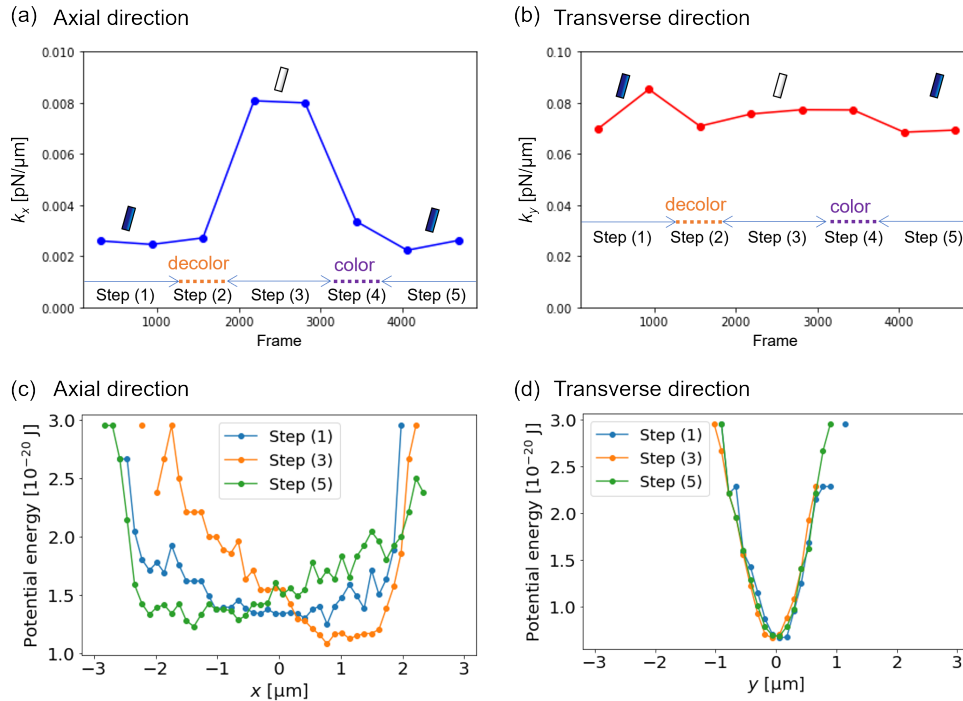 (a) Axial direction
0.010
0.008
0.006
0.004
0.002
0.000
kₓ [pN/µm]
decolor
color
Step (1) Step (2) Step (3) Step (4) Step (5)
1000 2000 3000 4000
Frame
(b) Transverse direction
0.10
0.08
0.06
0.04
0.02
0.00
k_y [pN/µm]
decolor
color
Step (1) Step (2) Step (3) Step (4) Step (5)
1000 2000 3000 4000
Frame
(c) Axial direction
3.0
2.5
2.0
1.5
1.0
Potential energy [10⁻²⁰ J]
Step (1)
Step (3)
Step (5)
−3 −2 −1 0 1 2 3
x [µm]
(d) Transverse direction
3.0
2.5
2.0
1.5
1.0
Potential energy [10⁻²⁰ J]
Step (1)
Step (3)
Step (5)
−3 −2 −1 0 1 2 3
y [µm]